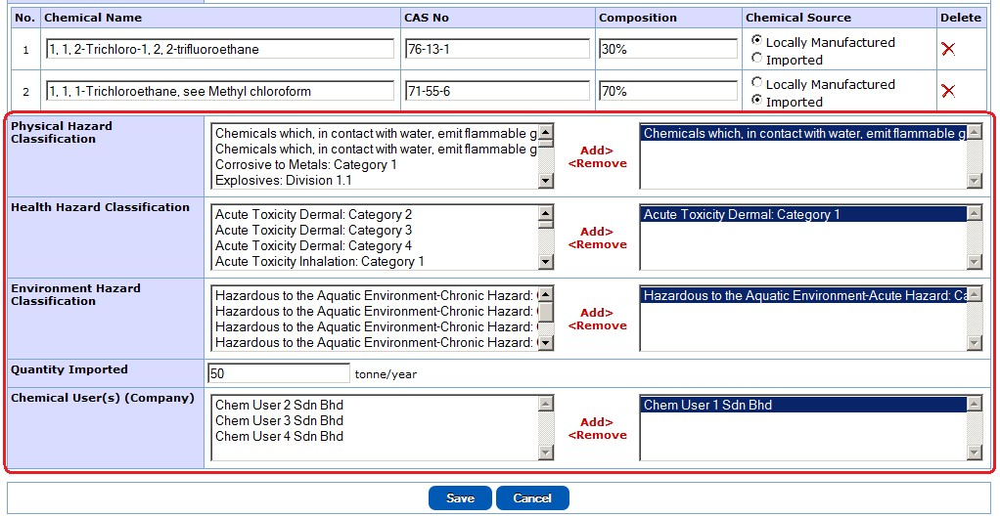 No. Chemical Name CAS No Composition Chemical Source Delete
1 1, 1, 2-Trichloro-1, 2, 2-trifluoroethane 76-13-1 30% Locally Manufactured
Imported
2 1, 1, 1-Trichloroethane, see Methyl chloroform 71-55-6 70% Locally Manufactured
Imported
Physical Hazard
Classification
Chemicals which, in contact with water, emit flammable g
Chemicals which, in contact with water, emit flammable g
Corrosive to Metals: Category 1
Explosives: Division 1.1
Add>
<Remove
Chemicals which, in contact with water, emit flammable g
Health Hazard Classification
Acute Toxicity Dermal: Category 2
Acute Toxicity Dermal: Category 3
Acute Toxicity Dermal: Category 4
Acute Toxicity Inhalation: Category 1
Add>
<Remove
Acute Toxicity Dermal: Category 1
Environment Hazard
Classification
Hazardous to the Aquatic Environment-Chronic Hazard:
Hazardous to the Aquatic Environment-Chronic Hazard:
Hazardous to the Aquatic Environment-Chronic Hazard:
Hazardous to the Aquatic Environment-Chronic Hazard:
Add>
<Remove
Hazardous to the Aquatic Environment-Acute Hazard: Ca
Quantity Imported 50 tonne/year
Chemical User(s) (Company)
Chem User 2 Sdn Bhd
Chem User 3 Sdn Bhd
Chem User 4 Sdn Bhd
Add>
<Remove
Chem User 1 Sdn Bhd
Save Cancel